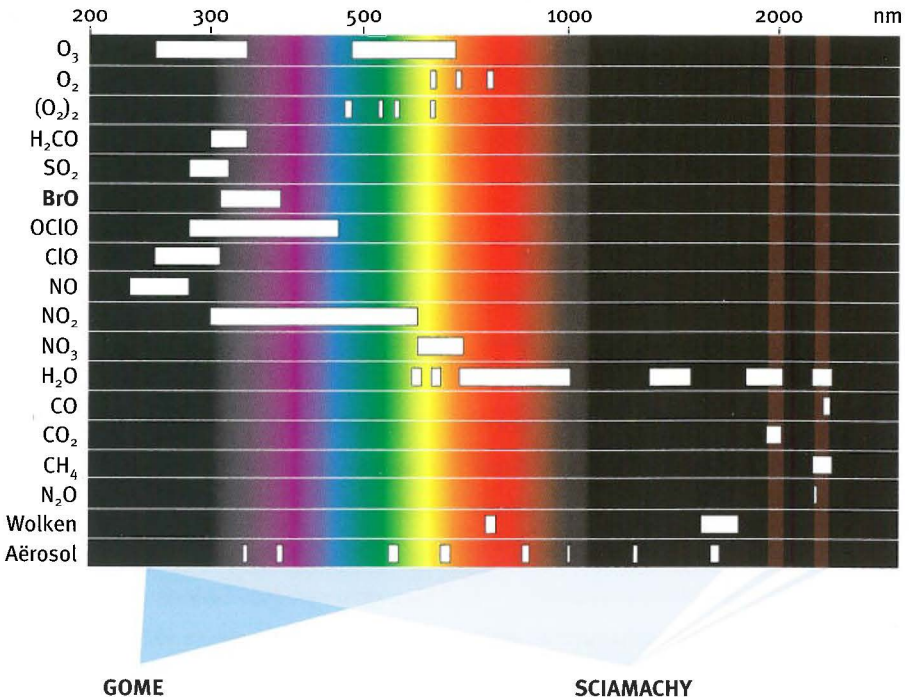 200 300 500 1000 2000 nm
O₃
O₂
(O₂)₂
H₂CO
SO₂
BrO
OClO
ClO
NO
NO₂
NO₃
H₂O
CO
CO₂
CH₄
N₂O
Wolken
Aërosol
GOME SCIAMACHY